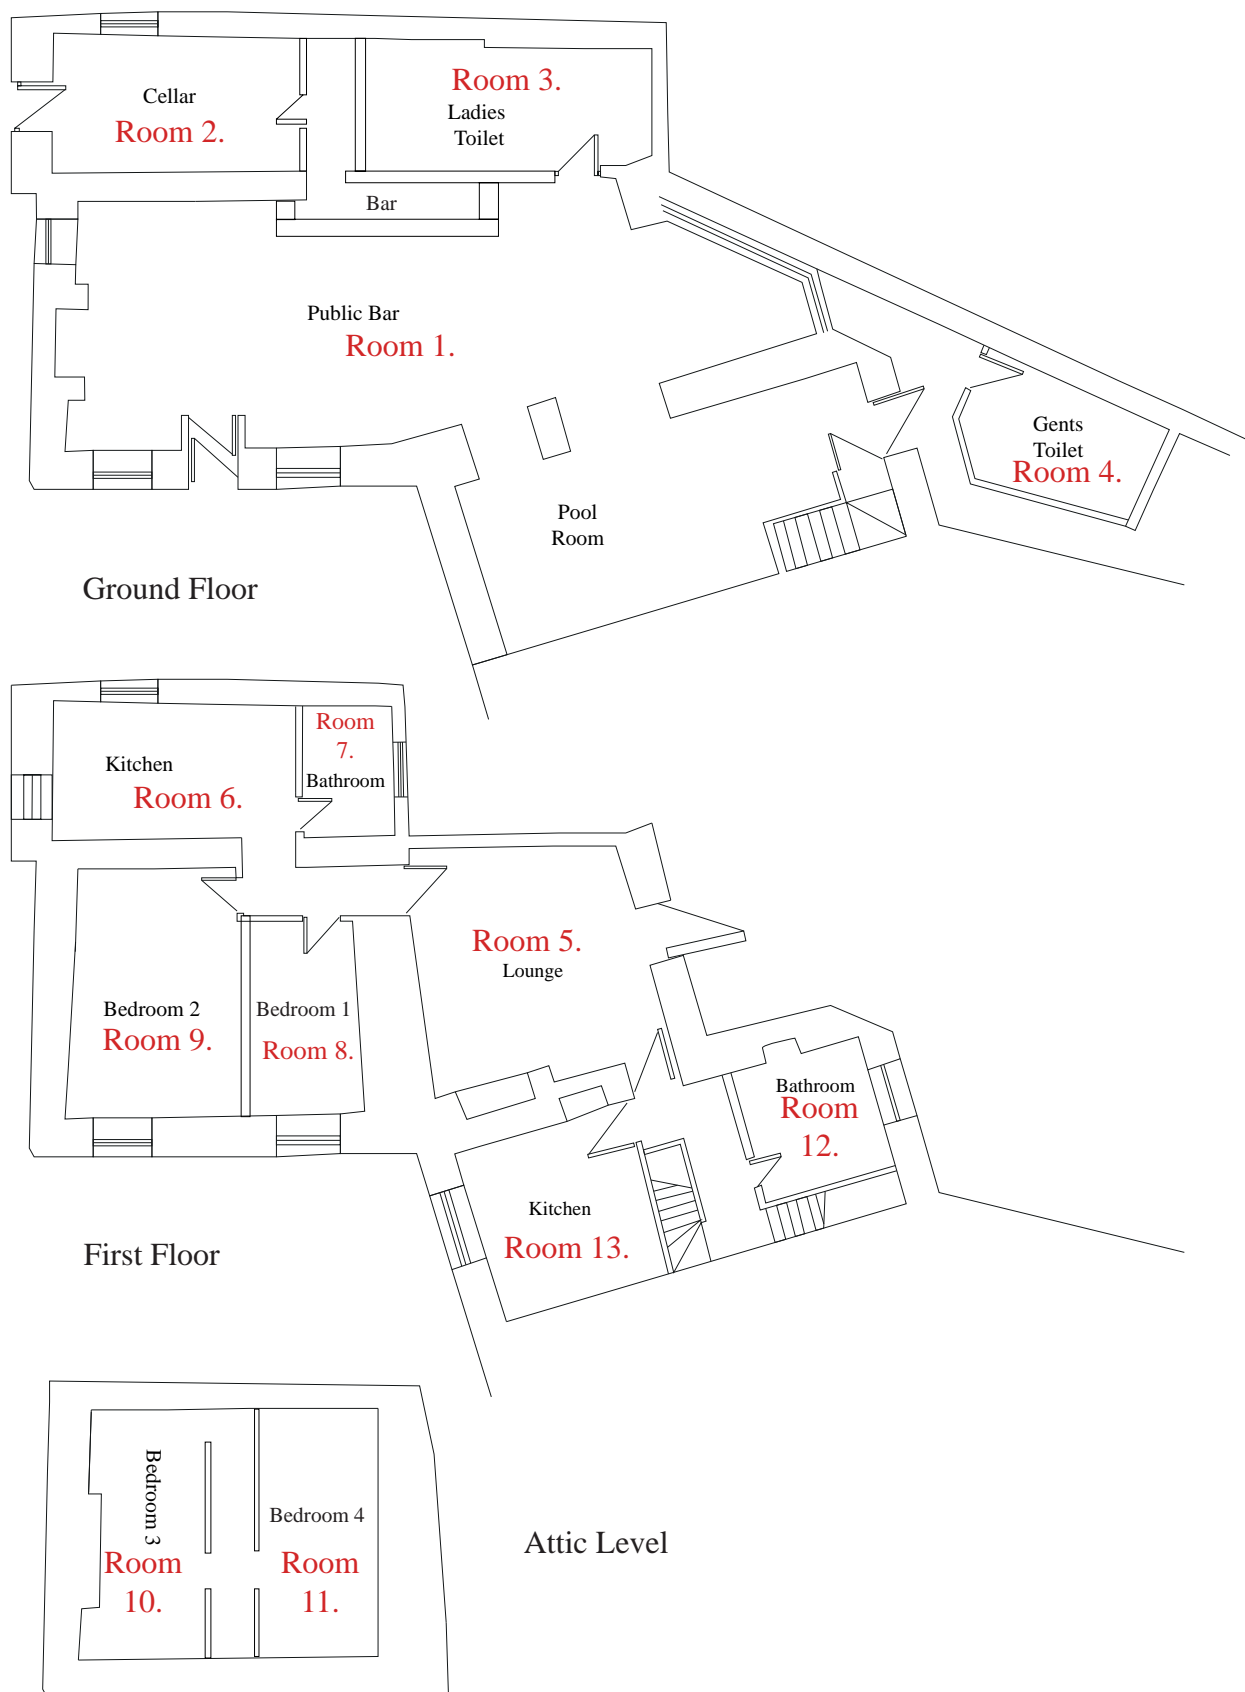 Cellar
Room 2.
Room 3.
Ladies
Toilet
Bar
Public Bar
Room 1.
Gents
Toilet
Room 4.
Pool
Room
Ground Floor
Room
7.
Bathroom
Kitchen
Room 6.
Room 5.
Lounge
Bedroom 2
Room 9.
Bedroom 1
Room 8.
Bathroom
Room
12.
Kitchen
Room 13.
First Floor
Bedroom 3
Room
10.
Bedroom 4
Room
11.
Attic Level